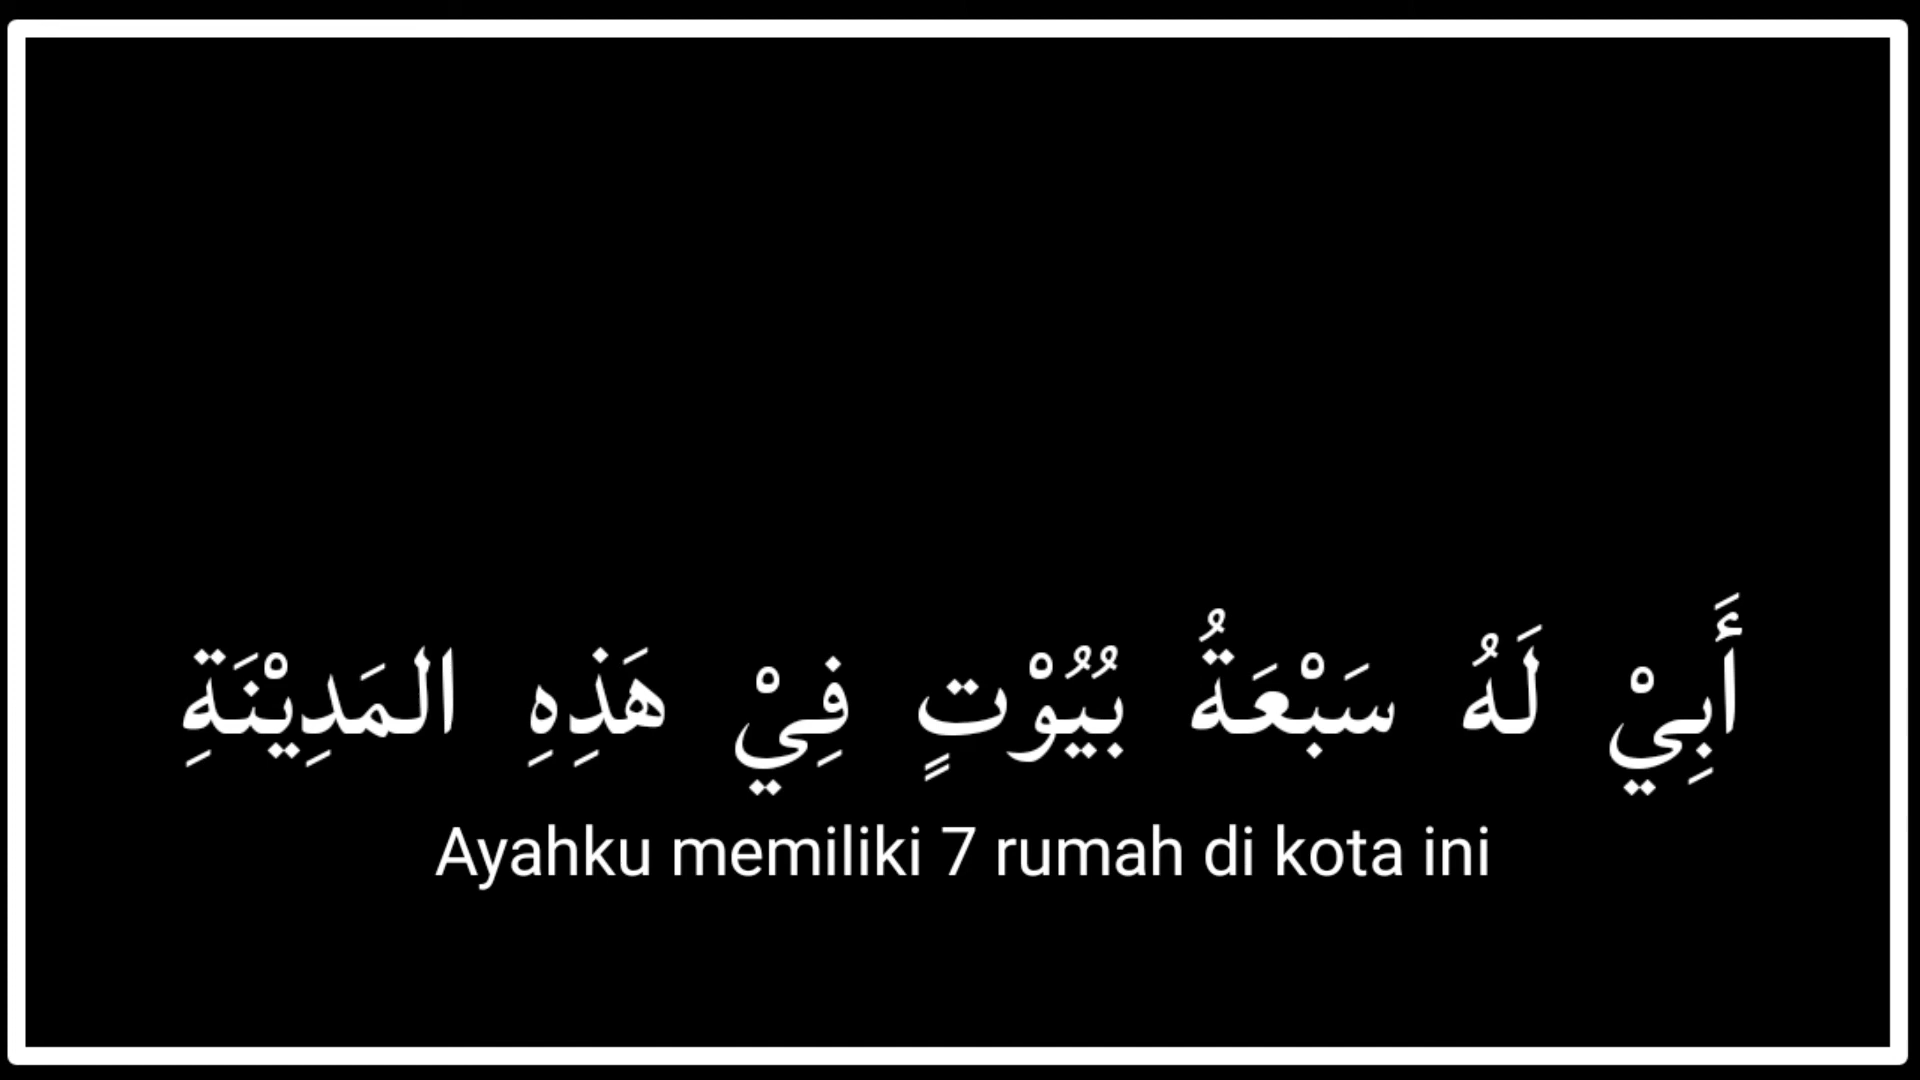 أَبِيْ لَهُ سَبْعَةُ بُيُوْتٍ فِيْ هَذِهِ المَدِيْنَةِ
Ayahku memiliki 7 rumah di kota ini